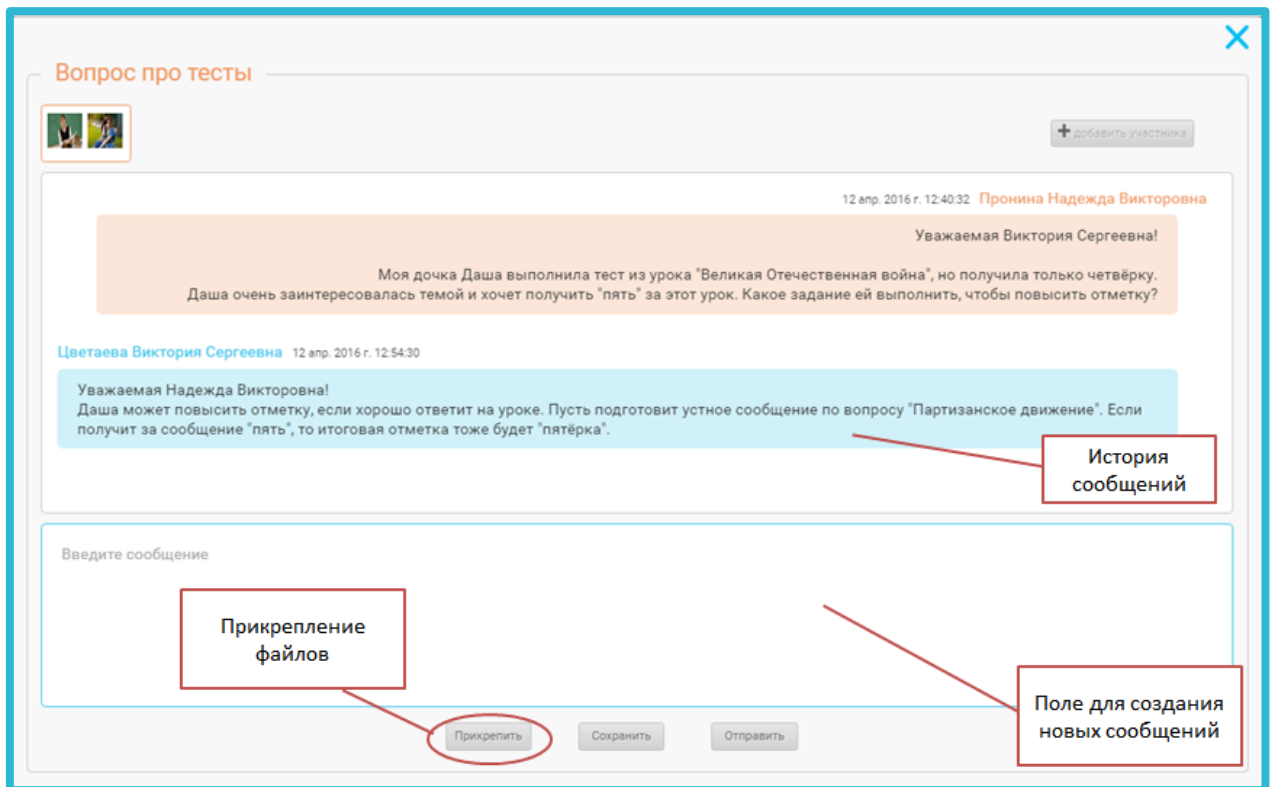 Вопрос про тесты
добавить участника
12 апр. 2016 г. 12:40:32 Пронина Надежда Викторовна
Уважаемая Виктория Сергеевна!
Моя дочка Даша выполнила тест из урока "Великая Отечественная война", но получила только четвёрку.
Даша очень заинтересовалась темой и хочет получить "пять" за этот урок. Какое задание ей выполнить, чтобы повысить отметку?
Цветаева Виктория Сергеевна 12 апр. 2016 г. 12:54:30
Уважаемая Надежда Викторовна!
Даша может повысить отметку, если хорошо ответит на уроке. Пусть подготовит устное сообщение по вопросу "Партизанское движение". Если
получит за сообщение "пять", то итоговая отметка тоже будет "пятёрка".
История
сообщений
Введите сообщение
Прикрепление
файлов
Поле для создания
новых сообщений
Прикрепить Сохранить Отправить